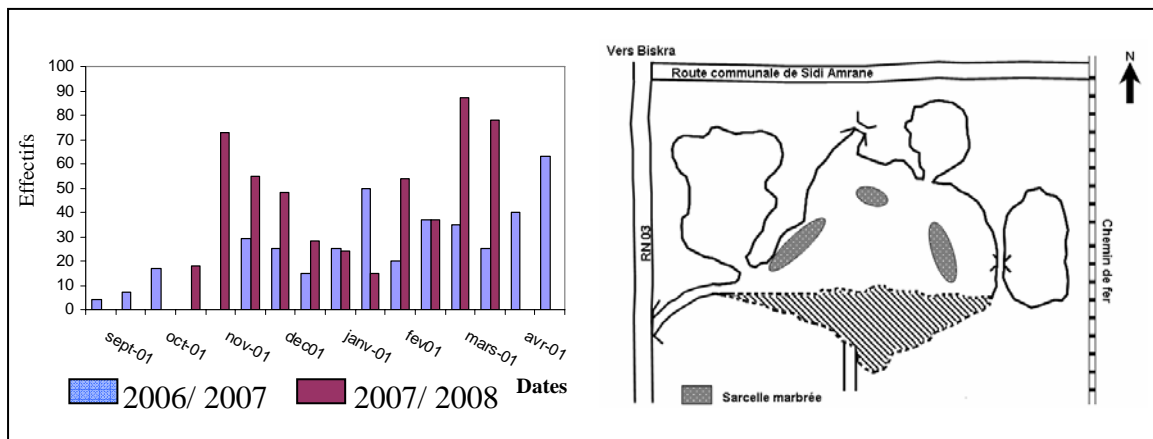 100
90
80
70
60
50
40
30
20
10
0
Effectifs
sept-01
oct-01
nov-01
dec01
janv-01
fev01
mars-01
avr-01
Dates
2006/ 2007
2007/ 2008
Vers Biskra
Route communale de Sidi Amrane
N
RN 03
Chemin de fer
Sarcelle marbrée